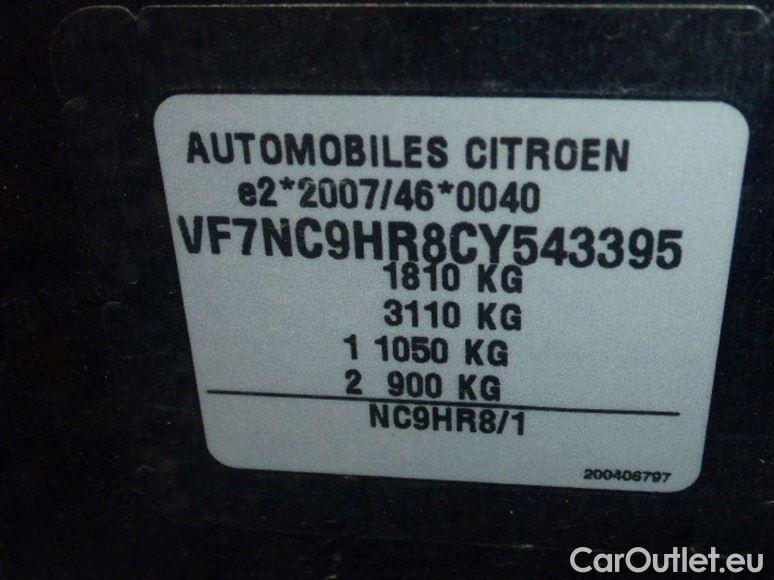 AUTOMOBILES CITROEN
e2*2007/46*0040
VF7NC9HR8CY543395
1810 KG
3110 KG
1 1050 KG
2 900 KG
NC9HR8/1
200406797
CarOutlet.eu